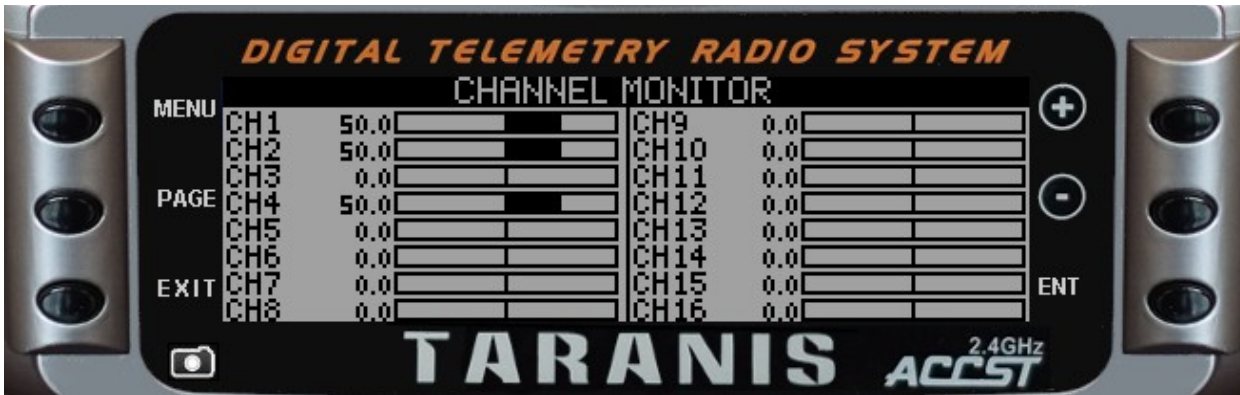 DIGITAL TELEMETRY RADIO SYSTEM
CHANNEL MONITOR
MENU
PAGE
EXIT
CH1 50.0
CH2 50.0
CH3 0.0
CH4 50.0
CH5 0.0
CH6 0.0
CH7 0.0
CH8 0.0
CH9 0.0
CH10 0.0
CH11 0.0
CH12 0.0
CH13 0.0
CH14 0.0
CH15 0.0
CH16 0.0
+
-
ENT
TARANIS
2.4GHz
ACCST